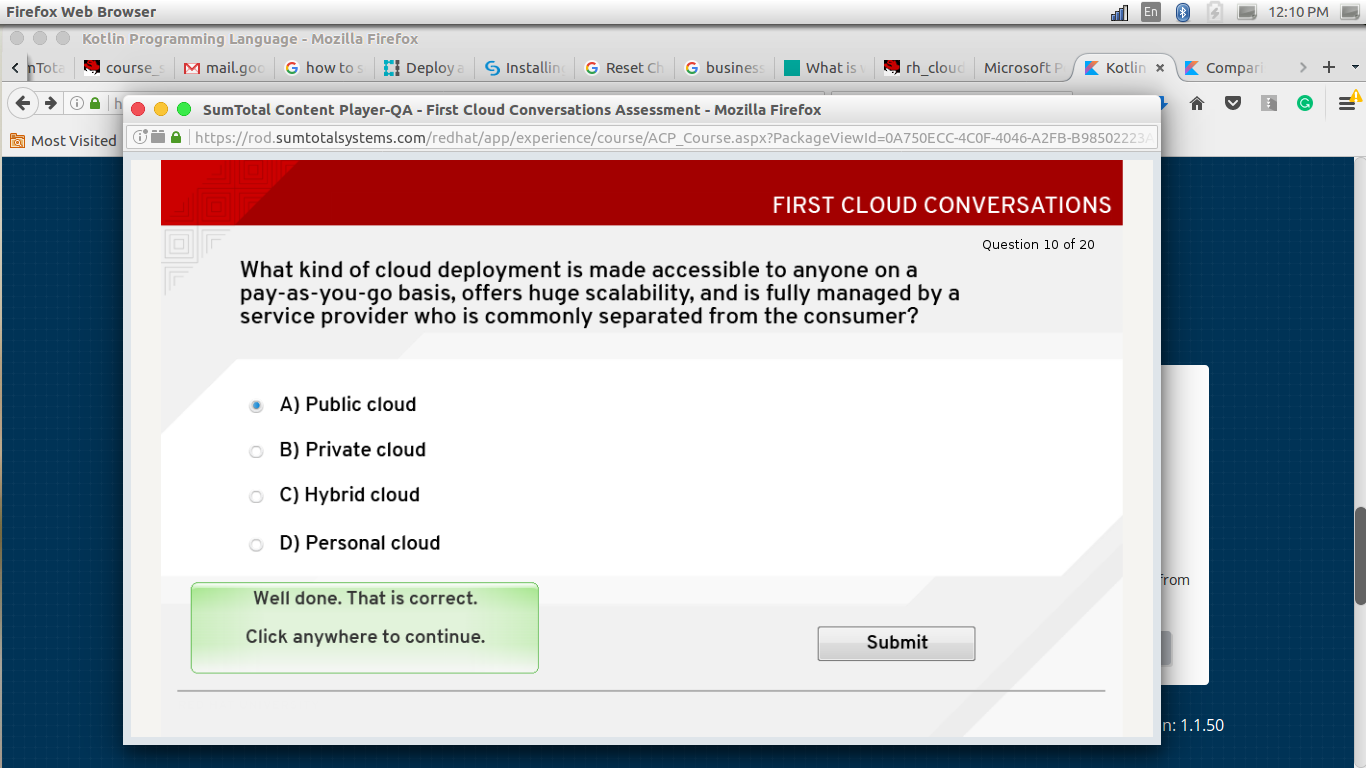 Firefox Web Browser
En
12:10 PM
Kotlin Programming Language - Mozilla Firefox
nTota
course_s
mail.goo
how to s
Deploy a
Installin
Reset Ch
business
What is
rh_cloud
Microsoft P
Kotlin
Compari
h
Most Visited
SumTotal Content Player-QA - First Cloud Conversations Assessment - Mozilla Firefox
https://rod.sumtotalsystems.com/redhat/app/experience/course/ACP_Course.aspx?PackageViewId=0A750ECC-4C0F-4046-A2FB-B98502223A
FIRST CLOUD CONVERSATIONS
Question 10 of 20
What kind of cloud deployment is made accessible to anyone on a
pay-as-you-go basis, offers huge scalability, and is fully managed by a
service provider who is commonly separated from the consumer?
A) Public cloud
B) Private cloud
C) Hybrid cloud
D) Personal cloud
from
Well done. That is correct.
Click anywhere to continue.
Submit
n: 1.1.50